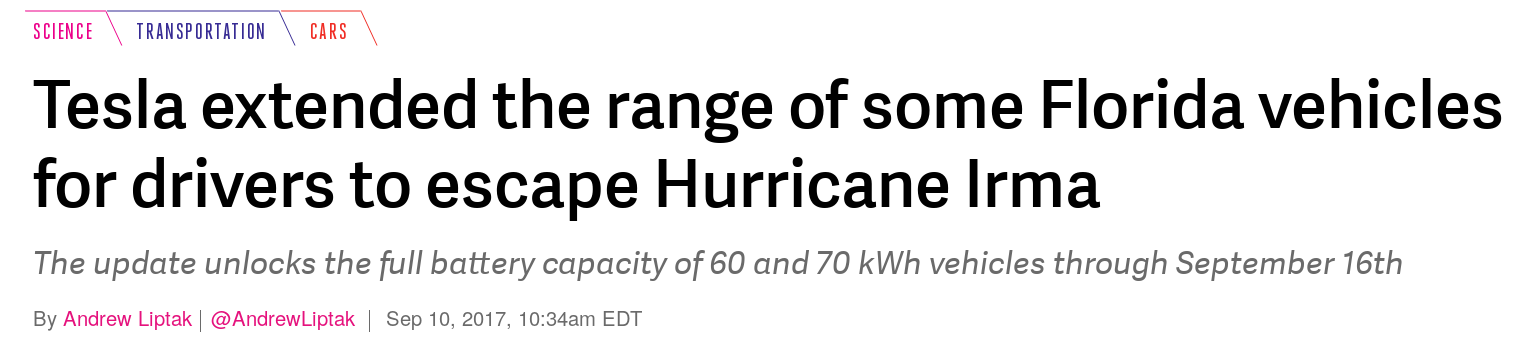 SCIENCE TRANSPORTATION CARS
Tesla extended the range of some Florida vehicles
for drivers to escape Hurricane Irma
The update unlocks the full battery capacity of 60 and 70 kWh vehicles through September 16th
By Andrew Liptak | @AndrewLiptak | Sep 10, 2017, 10:34am EDT